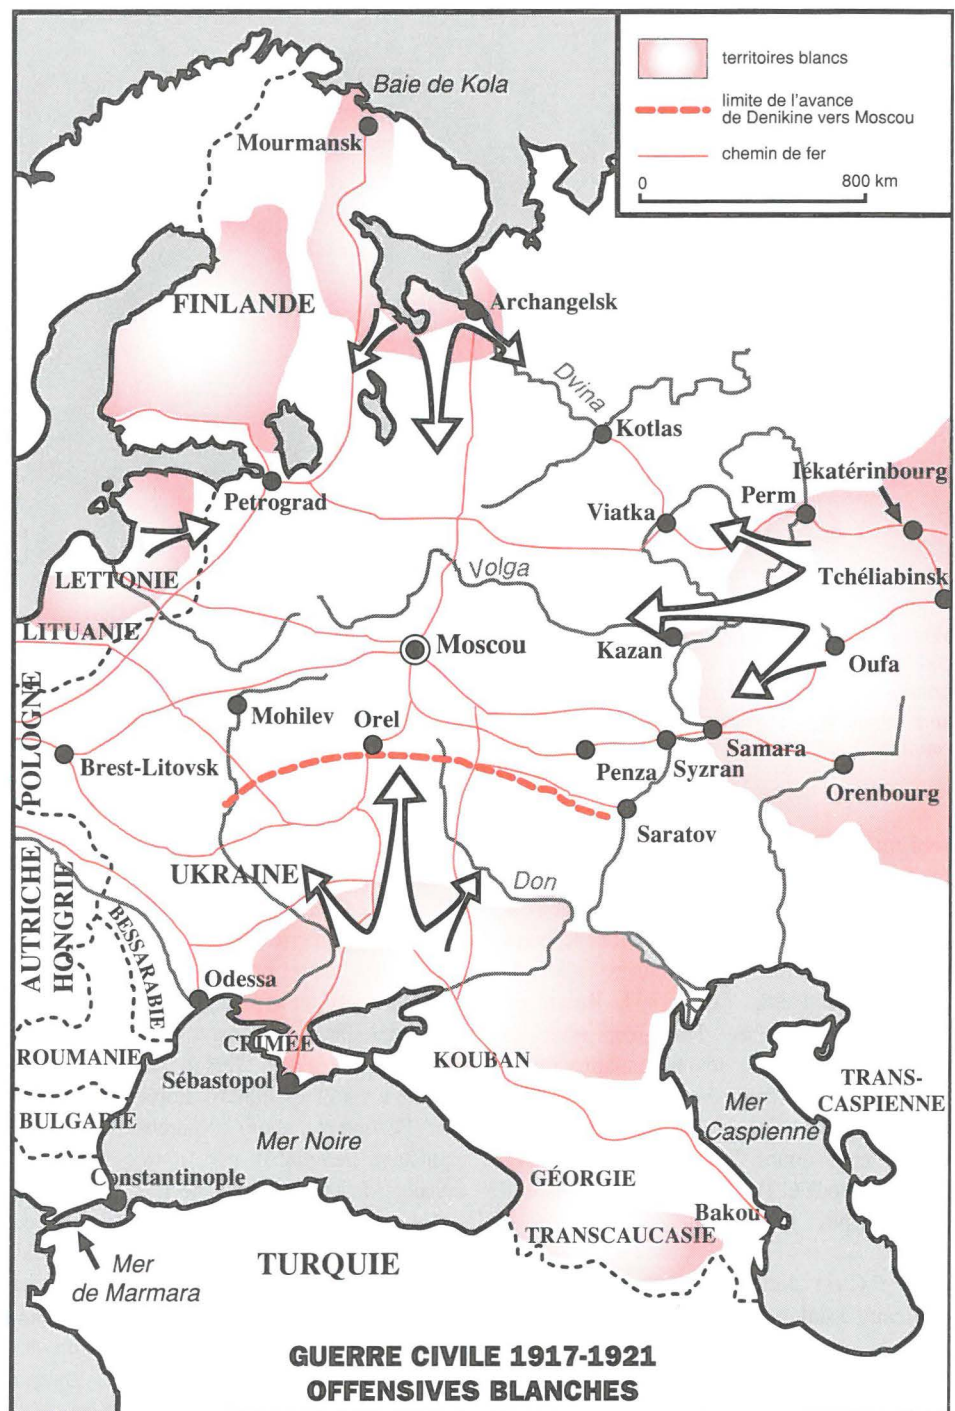 territoires blancs
limite de l'avance
de Denikine vers Moscou
chemin de fer
0 800 km
Baie de Kola
Mourmansk
FINLANDE
Archangelsk
Dvina
Kotlas
Iékatérinbourg
Petrograd
Viatka
Perm
LETTONIE
Volga
Tchéliabinsk
LITUANIE
Moscou
Kazan
Oufa
POLOGNE
Mohilev
Orel
Brest-Litovsk
Penza
Syzran
Samara
Orenbourg
Saratov
UKRAINE
Don
AUTRICHE
HONGRIE
BESSARABIE
Odessa
ROUMANIE
CRIMÉE
KOUBAN
Sébastopol
TRANS-
CASPIENNE
Mer
Caspienne
BULGARIE
Mer Noire
Constantinople
GÉORGIE
Bakou
TRANSCAUCASIE
Mer
de Marmara
TURQUIE
GUERRE CIVILE 1917-1921
OFFENSIVES BLANCHES